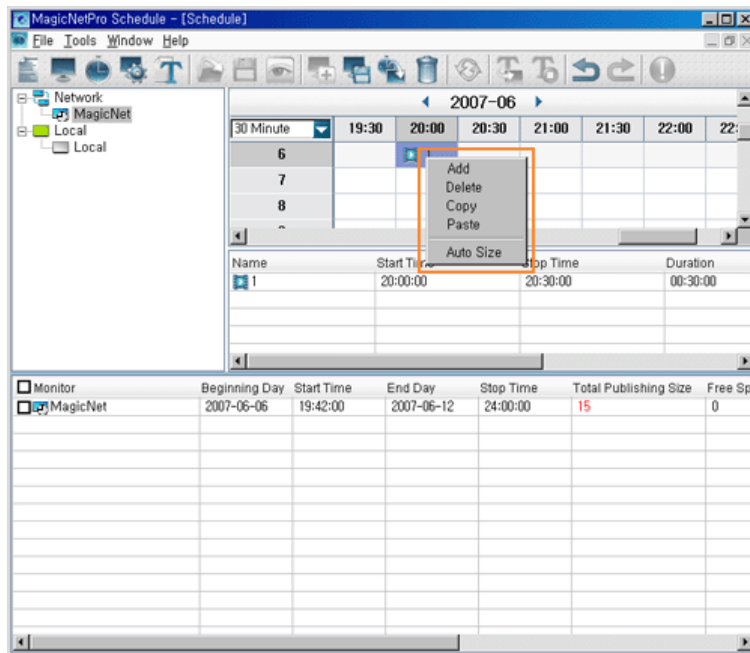 MagicNetPro Schedule - [Schedule]
File Tools Window Help
Network
MagicNet
Local
Local
2007-06
30 Minute 19:30 20:00 20:30 21:00 21:30 22:00 22:
6 1
7
8
Add
Delete
Copy
Paste
Auto Size
Name Start Time Stop Time Duration
1 20:00:00 20:30:00 00:30:00
Monitor Beginning Day Start Time End Day Stop Time Total Publishing Size Free Sp
MagicNet 2007-06-06 19:42:00 2007-06-12 24:00:00 15 0